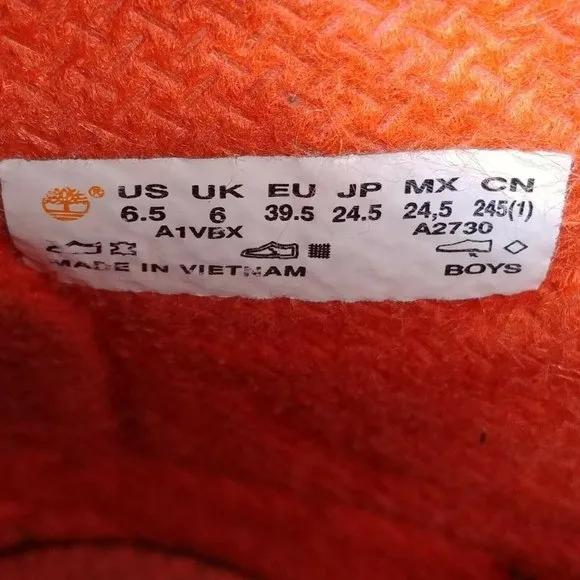 ® US UK EU JP MX CN
6.5 6 39.5 24.5 24,5 245(1)
A1VBX A2730
MADE IN VIETNAM BOYS